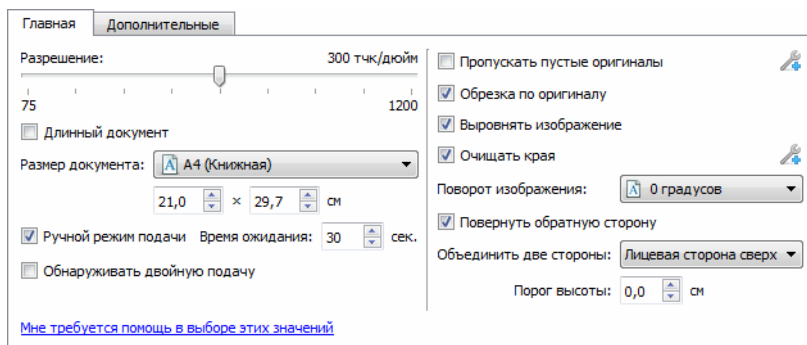 Главная Дополнительные
Разрешение: 300 тчк/дюйм
75 1200
Длинный документ
Размер документа: A4 (Книжная)
21,0 × 29,7 см
Ручной режим подачи Время ожидания: 30 сек.
Обнаруживать двойную подачу
Мне требуется помощь в выборе этих значений
Пропускать пустые оригиналы
Обрезка по оригиналу
Выровнять изображение
Очищать края
Поворот изображения: 0 градусов
Повернуть обратную сторону
Объединить две стороны: Лицевая сторона сверх
Порог высоты: 0,0 см